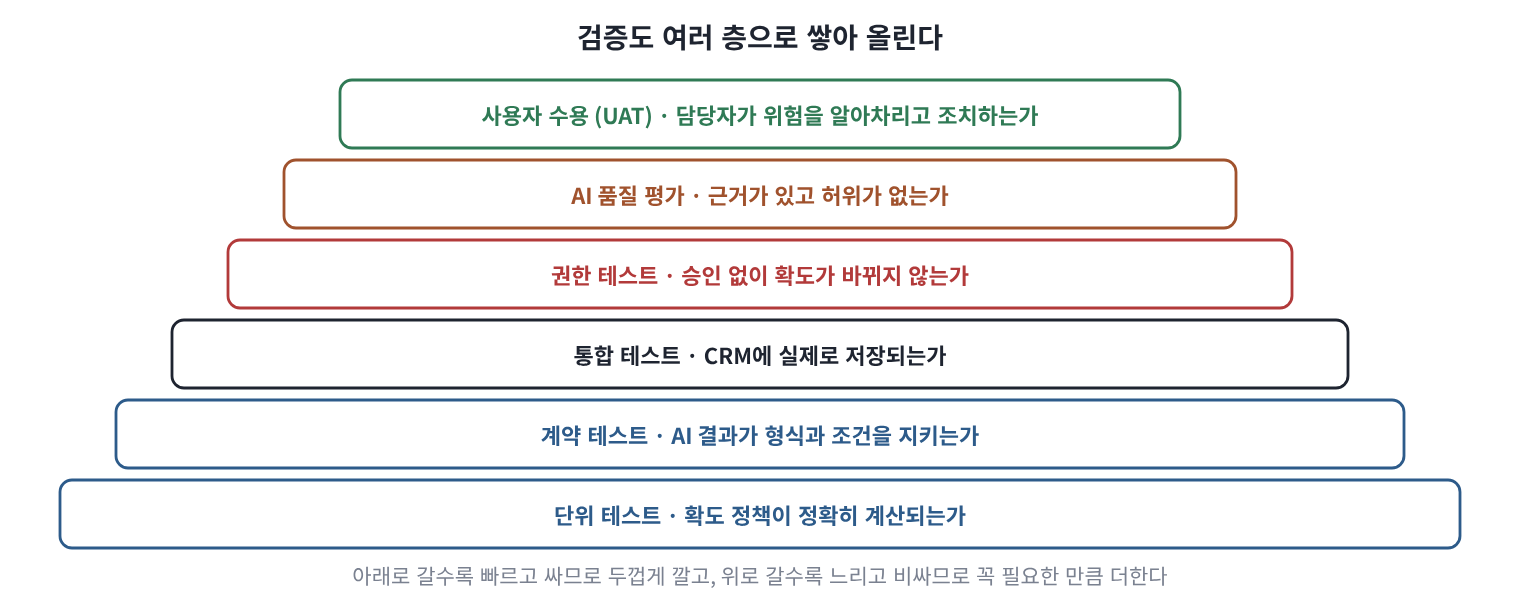 검증도 여러 층으로 쌓아 올린다
사용자 수용 (UAT) · 담당자가 위험을 알아차리고 조치하는가
AI 품질 평가 · 근거가 있고 허위가 없는가
권한 테스트 · 승인 없이 확도가 바뀌지 않는가
통합 테스트 · CRM에 실제로 저장되는가
계약 테스트 · AI 결과가 형식과 조건을 지키는가
단위 테스트 · 확도 정책이 정확히 계산되는가
아래로 갈수록 빠르고 싸므로 두껍게 깔고, 위로 갈수록 느리고 비싸므로 꼭 필요한 만큼 더한다